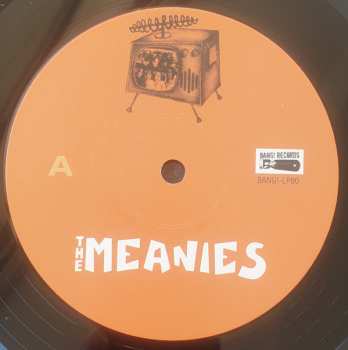 A
BANG! RECORDS
BANG!-LP80
THE MEANIES